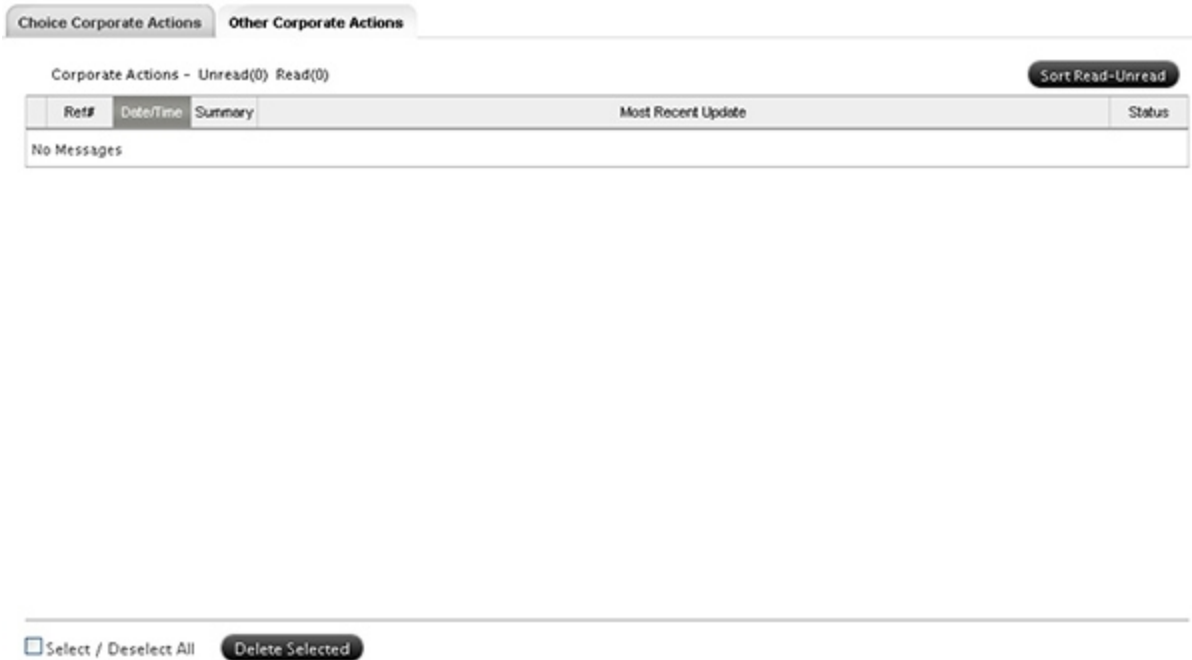 Choice Corporate Actions Other Corporate Actions
Corporate Actions - Unread(0) Read(0) Sort Read-Unread
Ref# Date/Time Summary Most Recent Update Status
No Messages
Select / Deselect All Delete Selected